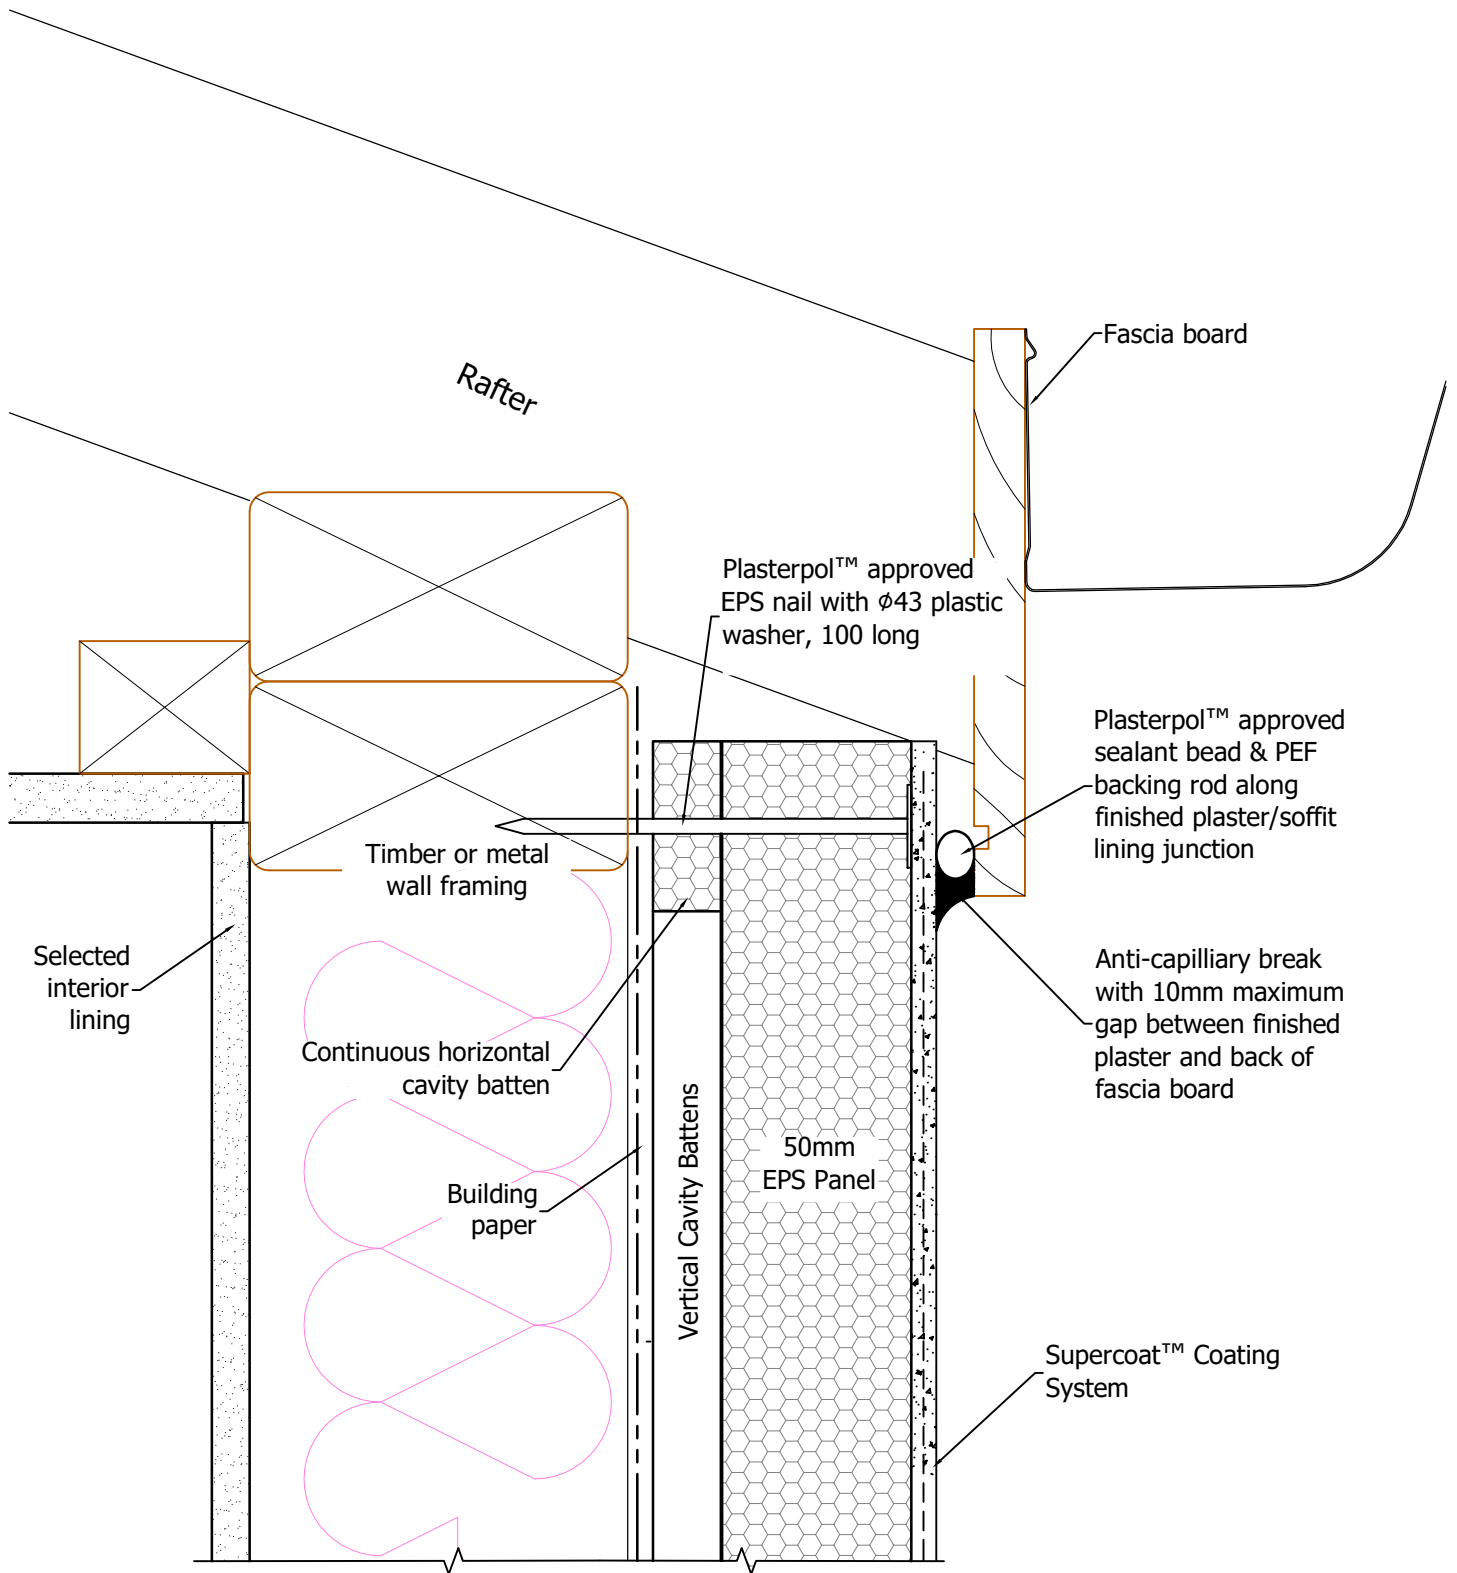 Fascia board
Rafter
Plasterpol™ approved
EPS nail with ⌀43 plastic
washer, 100 long
Plasterpol™ approved
sealant bead & PEF
backing rod along
finished plaster/soffit
lining junction
Timber or metal
wall framing
Selected
interior
lining
Anti-capilliary break
with 10mm maximum
gap between finished
plaster and back of
fascia board
Continuous horizontal
cavity batten
Vertical Cavity Battens
50mm
EPS Panel
Building
paper
Supercoat™ Coating
System